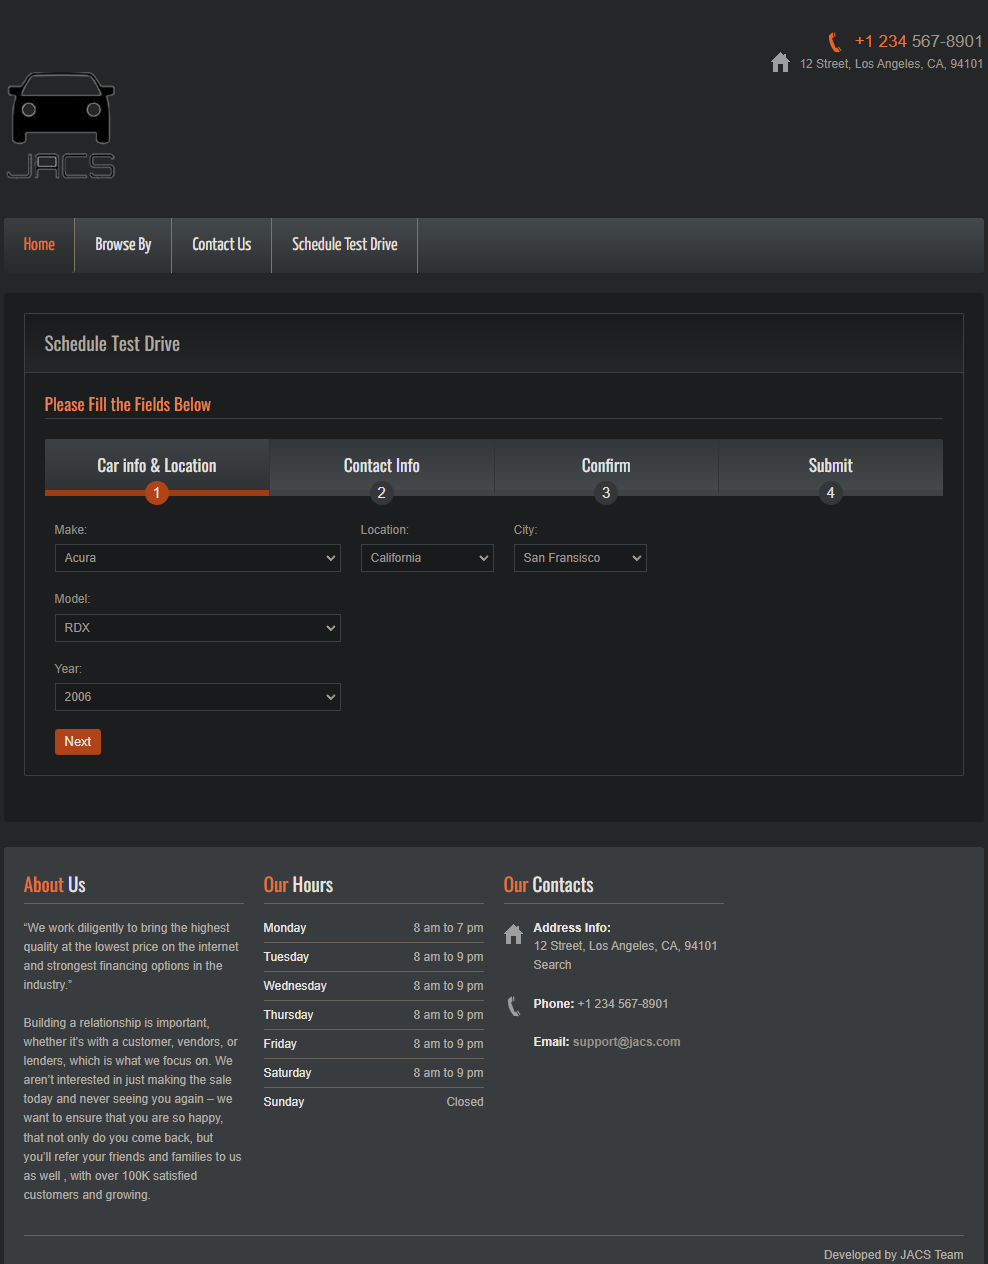 +1 234 567-8901
12 Street, Los Angeles, CA, 94101
JACS
Home Browse By Contact Us Schedule Test Drive
Schedule Test Drive
Please Fill the Fields Below
Car info & Location Contact Info Confirm Submit
1 2 3 4
Make: Location: City:
Acura California San Fransisco
Model:
RDX
Year:
2006
Next
About Us
“We work diligently to bring the highest
quality at the lowest price on the internet
and strongest financing options in the
industry.”
Building a relationship is important,
whether it's with a customer, vendors, or
lenders, which is what we focus on. We
aren't interested in just making the sale
today and never seeing you again – we
want to ensure that you are so happy,
that not only do you come back, but
you'll refer your friends and families to us
as well , with over 100K satisfied
customers and growing.
Our Hours
Monday 8 am to 7 pm
Tuesday 8 am to 9 pm
Wednesday 8 am to 9 pm
Thursday 8 am to 9 pm
Friday 8 am to 9 pm
Saturday 8 am to 9 pm
Sunday Closed
Our Contacts
Address Info:
12 Street, Los Angeles, CA, 94101
Search
Phone: +1 234 567-8901
Email: support@jacs.com
Developed by JACS Team